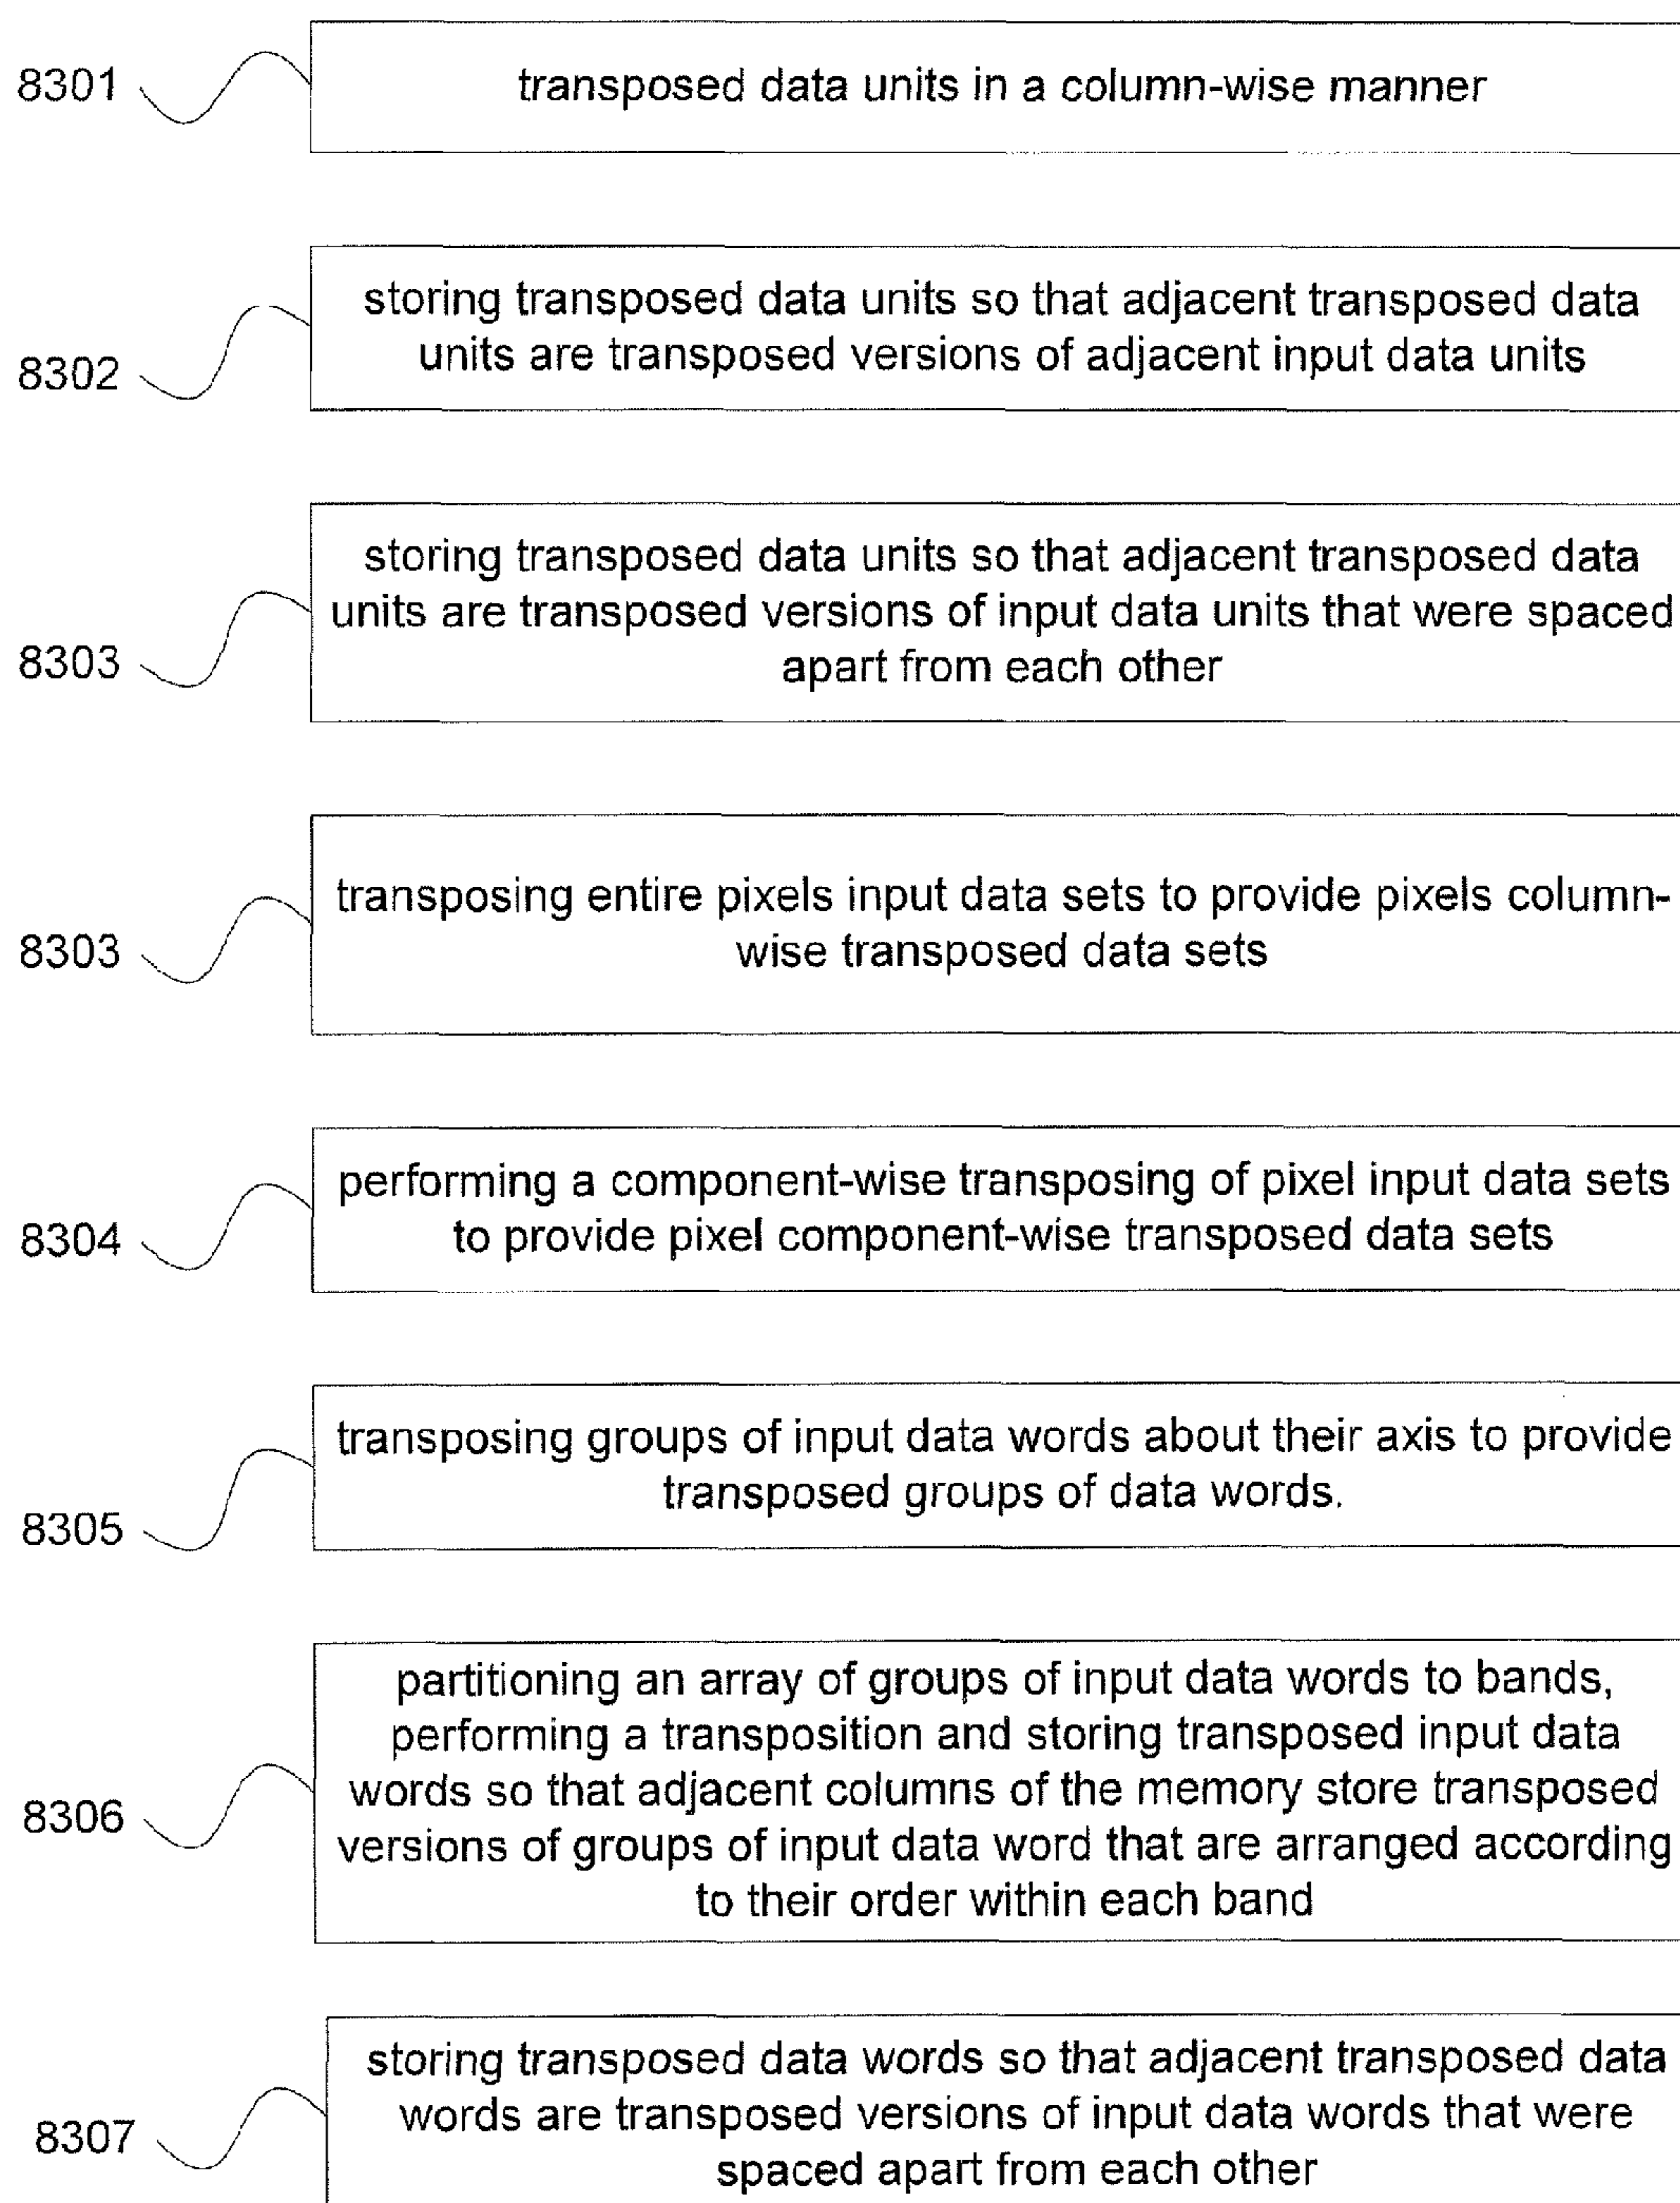 8301
transposed data units in a column-wise manner
8302
storing transposed data units so that adjacent transposed data
units are transposed versions of adjacent input data units
8303
storing transposed data units so that adjacent transposed data
units are transposed versions of input data units that were spaced
apart from each other
8303
transposing entire pixels input data sets to provide pixels column-
wise transposed data sets
8304
performing a component-wise transposing of pixel input data sets
to provide pixel component-wise transposed data sets
8305
transposing groups of input data words about their axis to provide
transposed groups of data words.
8306
partitioning an array of groups of input data words to bands,
performing a transposition and storing transposed input data
words so that adjacent columns of the memory store transposed
versions of groups of input data word that are arranged according
to their order within each band
8307
storing transposed data words so that adjacent transposed data
words are transposed versions of input data words that were
spaced apart from each other